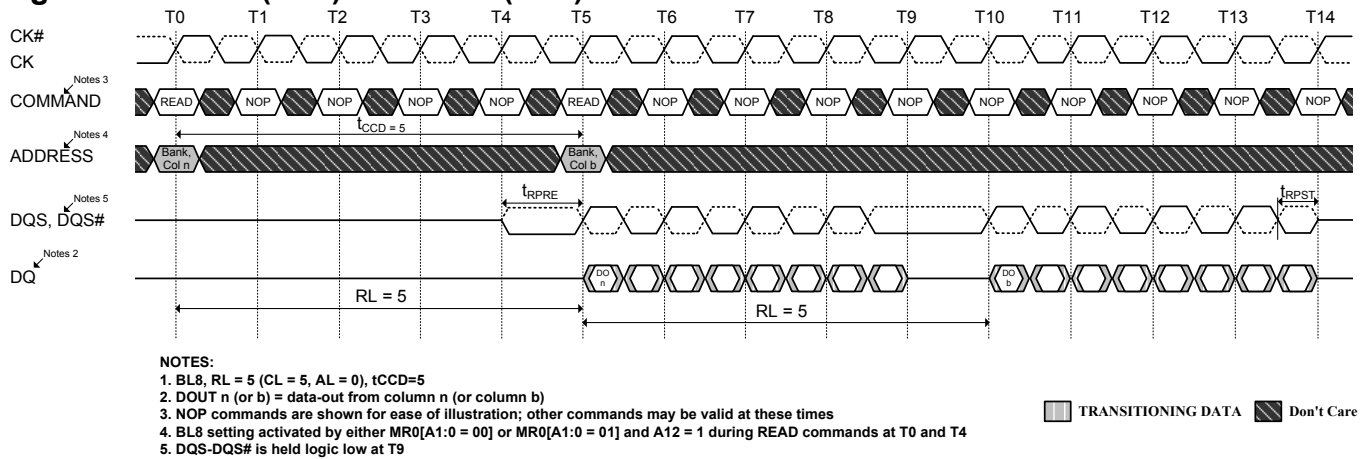 T0 T1 T2 T3 T4 T5 T6 T7 T8 T9 T10 T11 T12 T13 T14
CK#
CK
Notes 3
COMMAND READ NOP NOP NOP NOP READ NOP NOP NOP NOP NOP NOP NOP NOP NOP
tCCD = 5
Notes 4
ADDRESS
Bank, Col n
Bank, Col b
tRPRE
tRPST
Notes 5
DQS, DQS#
Notes 2
DQ
DO n
DO b
RL = 5
RL = 5
NOTES:
1. BL8, RL = 5 (CL = 5, AL = 0), tCCD=5
2. DOUT n (or b) = data-out from column n (or column b)
3. NOP commands are shown for ease of illustration; other commands may be valid at these times
4. BL8 setting activated by either MR0[A1:0 = 00] or MR0[A1:0 = 01] and A12 = 1 during READ commands at T0 and T4
5. DQS-DQS# is held logic low at T9
TRANSITIONING DATA
Don't Care